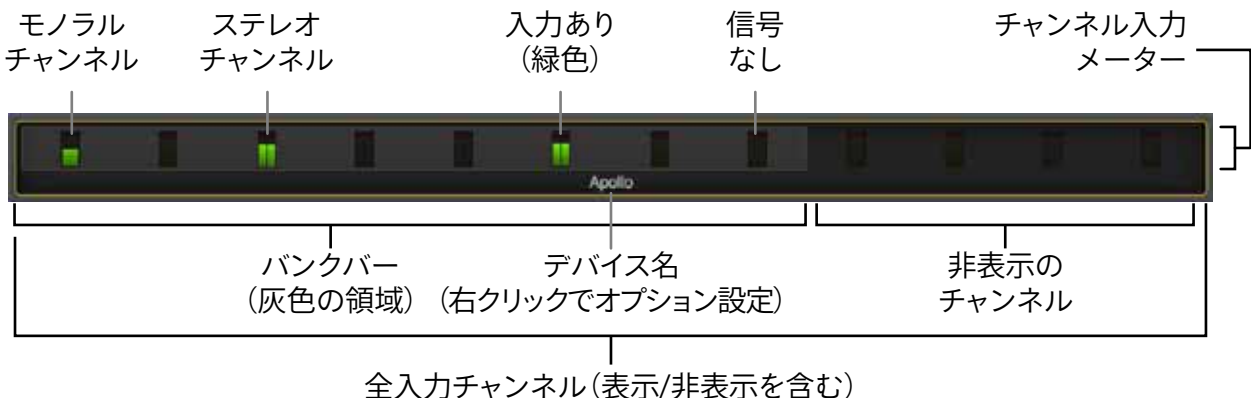 モノラル
チャンネル
ステレオ
チャンネル
入力あり
（緑色）
信号
なし
チャンネル入力
メーター
Apollo
バンクバー
（灰色の領域）
デバイス名
（右クリックでオプション設定）
非表示の
チャンネル
全入力チャンネル（表示/非表示を含む）